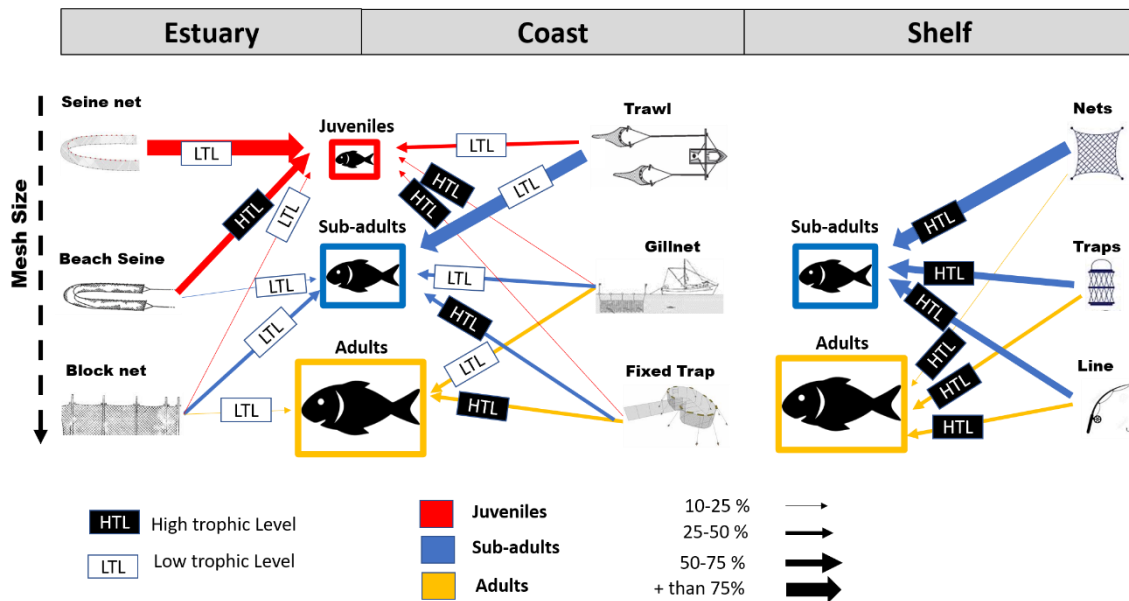 Estuary
Coast
Shelf
Mesh Size
Seine net
Beach Seine
Block net
LTL
HTL
LTL
LTL
LTL
LTL
Juveniles
Sub-adults
Adults
LTL
HTL
HTL
LTL
LTL
HTL
LTL
HTL
Trawl
Gillnet
Fixed Trap
Sub-adults
Adults
HTL
HTL
HTL
HTL
HTL
HTL
Nets
Traps
Line
HTL High trophic Level
LTL Low trophic Level
Juveniles
Sub-adults
Adults
10-25 %
25-50 %
50-75 %
+ than 75%